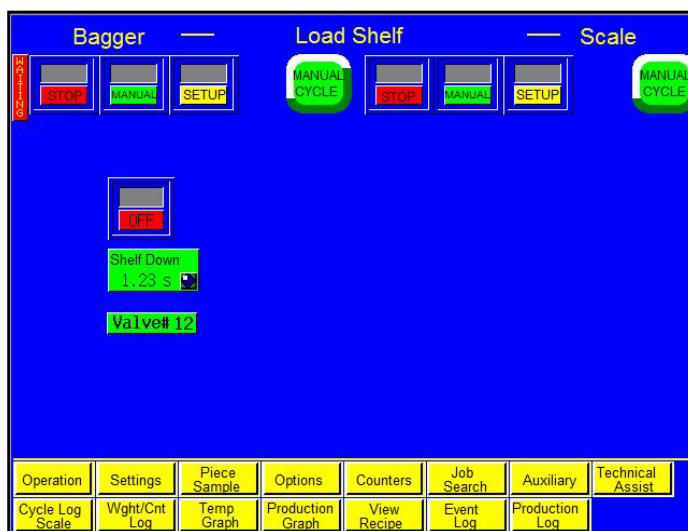 Bagger — Load Shelf — Scale
WAITING
STOP MANUAL SETUP MANUAL CYCLE STOP MANUAL SETUP MANUAL CYCLE
OFF
Shelf Down
1.23 s
Valve# 12
Operation Settings Piece Sample Options Counters Job Search Auxiliary Technical Assist
Cycle Log Scale Wght/Cnt Log Temp Graph Production Graph View Recipe Event Log Production Log